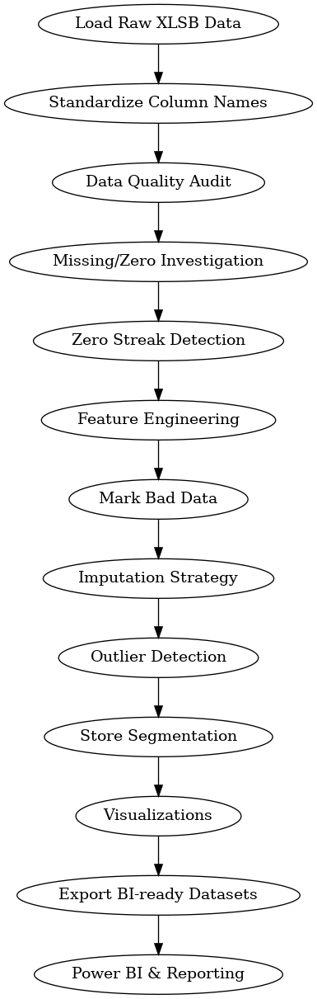 Load Raw XLSB Data
Standardize Column Names
Data Quality Audit
Missing/Zero Investigation
Zero Streak Detection
Feature Engineering
Mark Bad Data
Imputation Strategy
Outlier Detection
Store Segmentation
Visualizations
Export BI-ready Datasets
Power BI & Reporting